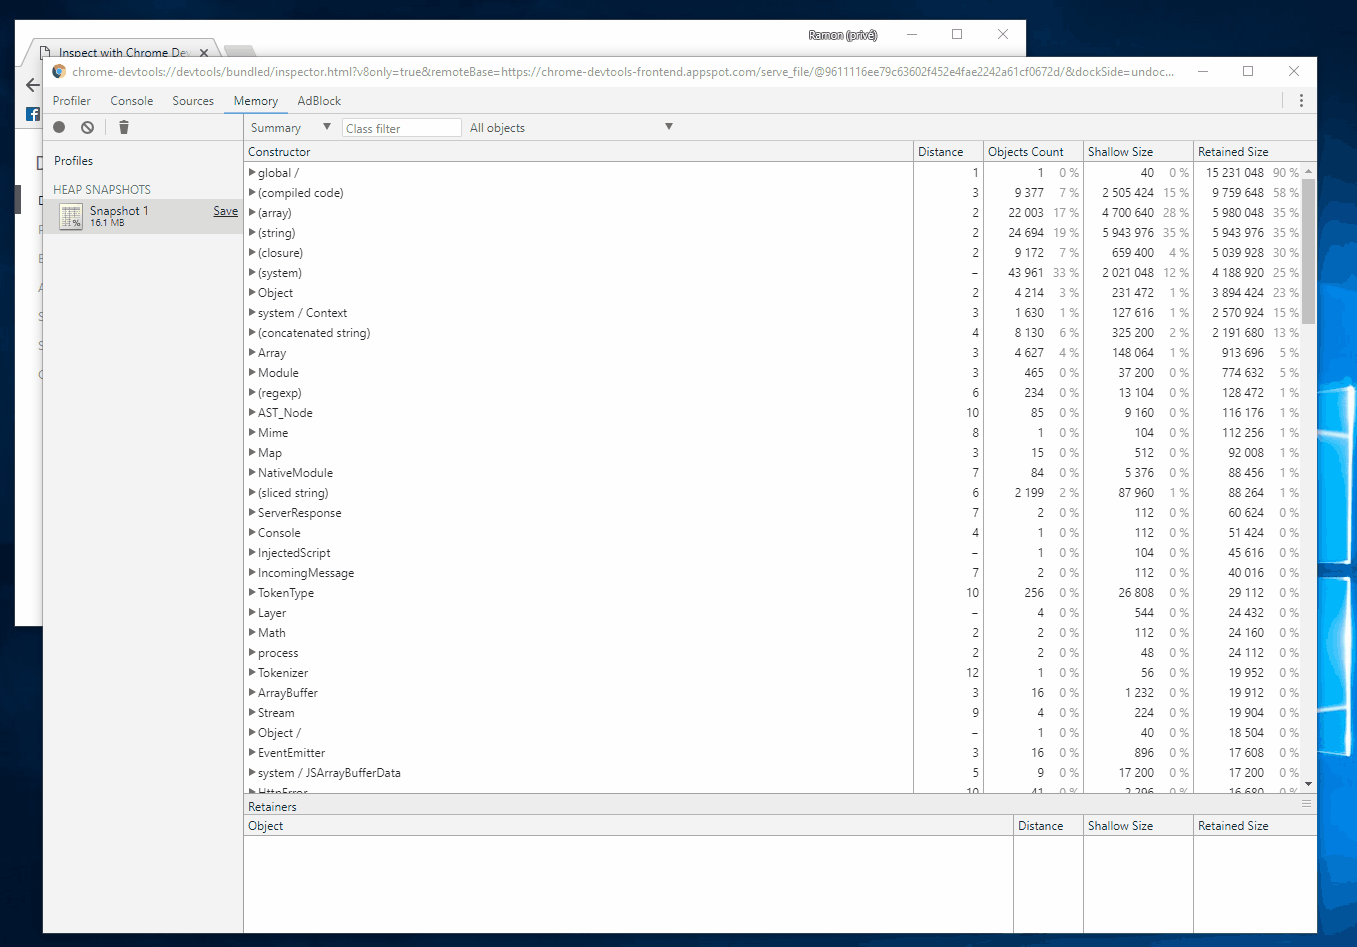 Ramon (privé)
Inspect with Chrome Dev
chrome-devtools://devtools/bundled/inspector.html?v8only=true&remoteBase=https://chrome-devtools-frontend.appspot.com/serve_file/@9611116ee79c63602f452e4fae2242a61cf0672d/&dockSide=undoc...
Profiler Console Sources Memory AdBlock
Summary Class filter All objects
Profiles
HEAP SNAPSHOTS
Snapshot 1 Save
16.1 MB
Constructor Distance Objects Count Shallow Size Retained Size
global / 1 1 0 % 40 0 % 15 231 048 90 %
(compiled code) 3 9 377 7 % 2 505 424 15 % 9 759 648 58 %
(array) 2 22 003 17 % 4 700 640 28 % 5 980 048 35 %
(string) 2 24 694 19 % 5 943 976 35 % 5 943 976 35 %
(closure) 2 9 172 7 % 659 400 4 % 5 039 928 30 %
(system) – 43 961 33 % 2 021 048 12 % 4 188 920 25 %
Object 2 4 214 3 % 231 472 1 % 3 894 424 23 %
system / Context 3 1 630 1 % 127 616 1 % 2 570 924 15 %
(concatenated string) 4 8 130 6 % 325 200 2 % 2 191 680 13 %
Array 3 4 627 4 % 148 064 1 % 913 696 5 %
Module 3 465 0 % 37 200 0 % 774 632 5 %
(regexp) 6 234 0 % 13 104 0 % 128 472 1 %
AST_Node 10 85 0 % 9 160 0 % 116 176 1 %
Mime 8 1 0 % 104 0 % 112 256 1 %
Map 3 15 0 % 512 0 % 92 008 1 %
NativeModule 7 84 0 % 5 376 0 % 88 456 1 %
(sliced string) 6 2 199 2 % 87 960 1 % 88 264 1 %
ServerResponse 7 2 0 % 112 0 % 60 624 0 %
Console 4 1 0 % 112 0 % 51 424 0 %
InjectedScript – 1 0 % 104 0 % 45 616 0 %
IncomingMessage 7 2 0 % 112 0 % 40 016 0 %
TokenType 10 256 0 % 26 808 0 % 29 112 0 %
Layer – 4 0 % 544 0 % 24 432 0 %
Math 2 2 0 % 112 0 % 24 160 0 %
process 2 2 0 % 48 0 % 24 112 0 %
Tokenizer 12 1 0 % 56 0 % 19 952 0 %
ArrayBuffer 3 16 0 % 1 232 0 % 19 912 0 %
Stream 9 4 0 % 224 0 % 19 904 0 %
Object / – 1 0 % 40 0 % 18 504 0 %
EventEmitter 3 16 0 % 896 0 % 17 608 0 %
system / JSArrayBufferData 5 9 0 % 17 200 0 % 17 200 0 %
HttpError 10 41 0 % 2 296 0 % 16 680 0 %
Retainers
Object Distance Shallow Size Retained Size